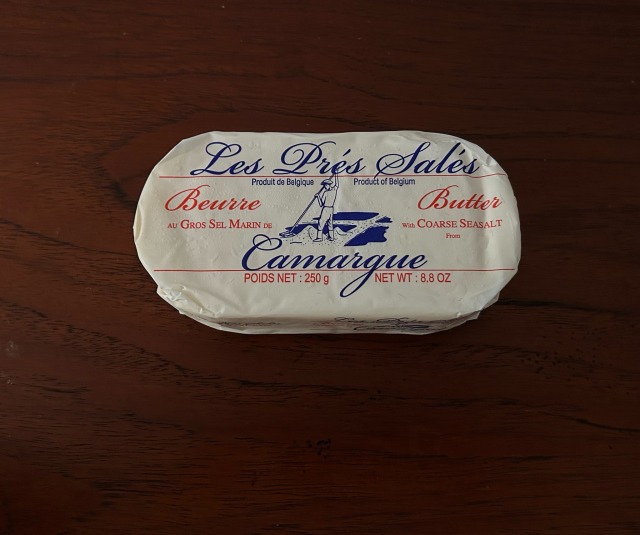 Les Prés Salés
Produit de Belgique Product of Belgium
Beurre Butter
AU GROS SEL MARIN DE With COARSE SEASALT
From
Camargue
POIDS NET : 250 g NET WT : 8.8 OZ
Camargue